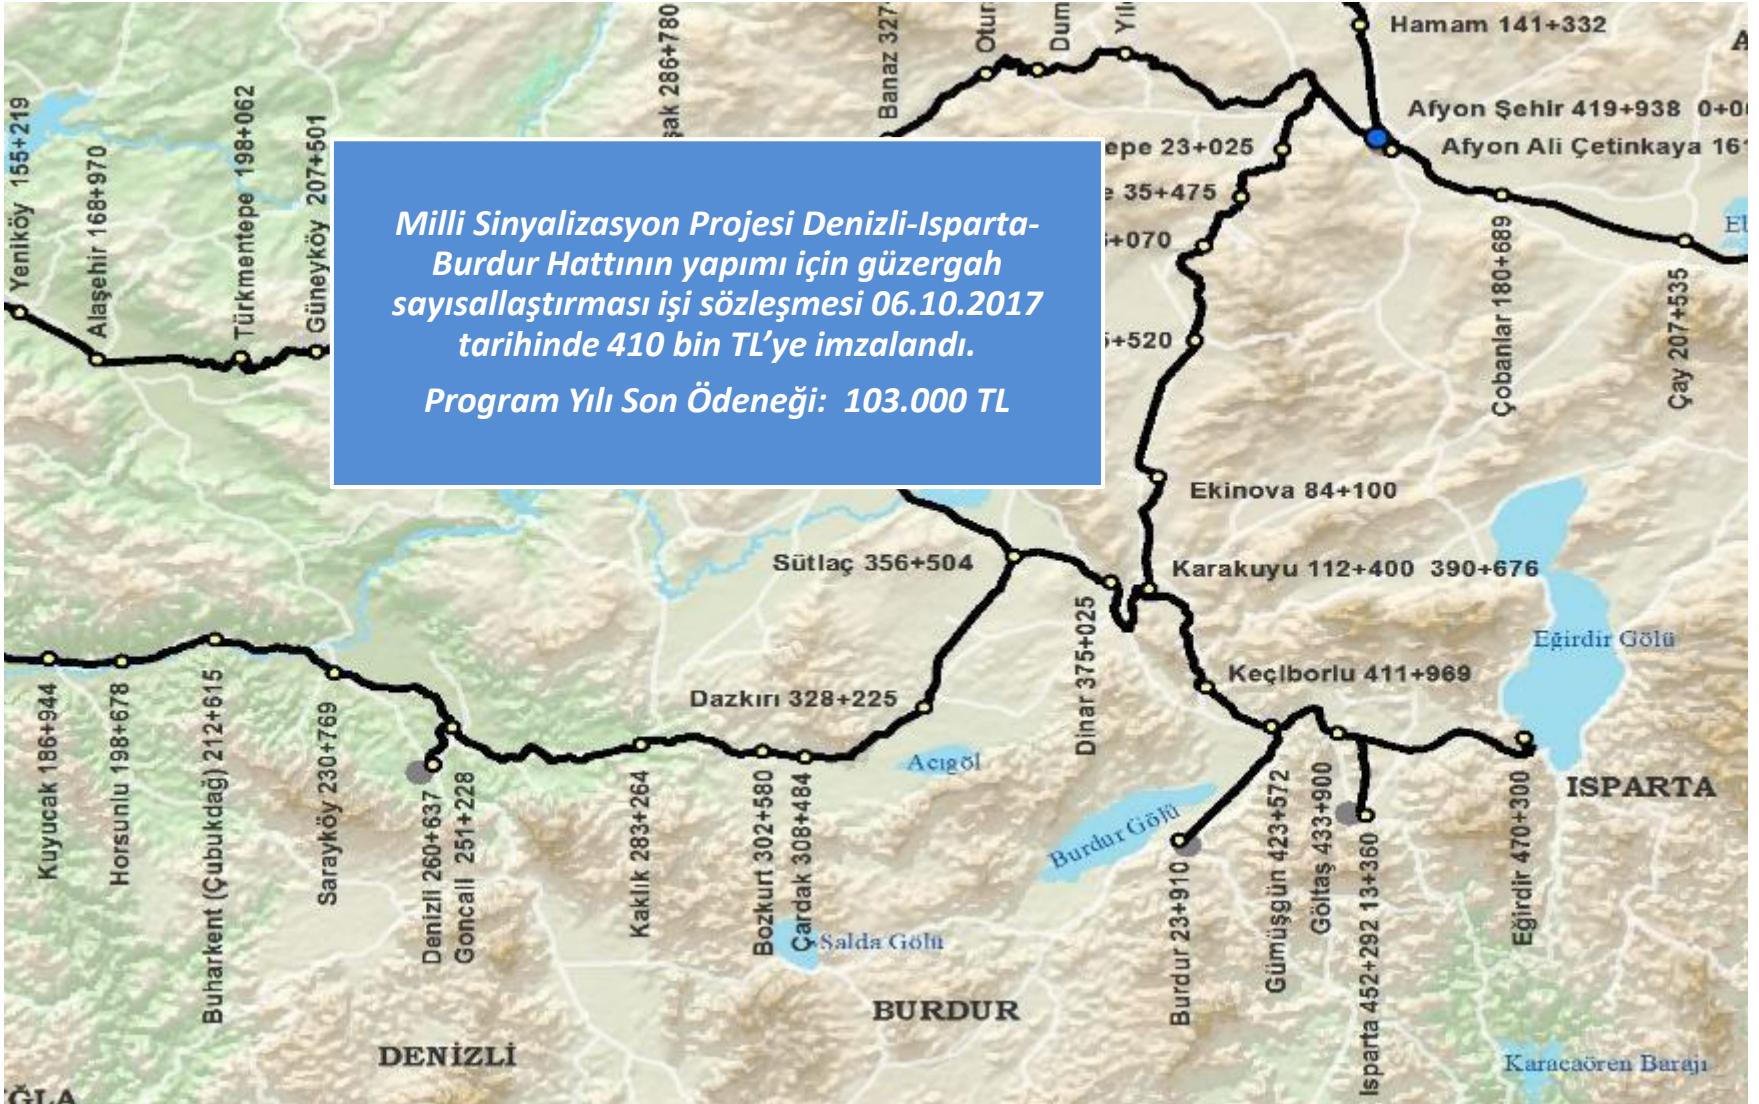 Hamam 141+332
Afyon Şehir 419+938
Afyon Ali Çetinkaya
Banaz
286+780
Yeniköy 155+219
Alaşehir 168+970
Türkmentepe 198+062
Güneyköy 207+501
23+025
35+475
Çobanlar 180+689
Çay 207+535
Milli Sinyalizasyon Projesi Denizli-Isparta-
Burdur Hattının yapımı için güzergah
sayısallaştırması işi sözleşmesi 06.10.2017
tarihinde 410 bin TL'ye imzalandı.
Program Yılı Son Ödeneği: 103.000 TL
Ekinova 84+100
Sütlaç 356+504
Karakuyu 112+400 390+676
Dinar 375+025
Eğirdir Gölü
Keçiborlu 411+969
Dazkırı 328+225
Acıgöl
Burdur Gölü
ISPARTA
Kuyucak 186+944
Horsunlu 198+678
Buharkent (Çubukdağ) 212+615
Sarayköy 230+769
Denizli 260+637
Goncalı 251+228
Kaklık 283+264
Bozkurt 302+580
Çardak 308+484
Burdur 23+910
Gümüşgün 423+572
Göltaş 433+900
Isparta 452+292 13+360
Eğirdir 470+300
Salda Gölü
BURDUR
DENİZLİ
Karacaören Barajı